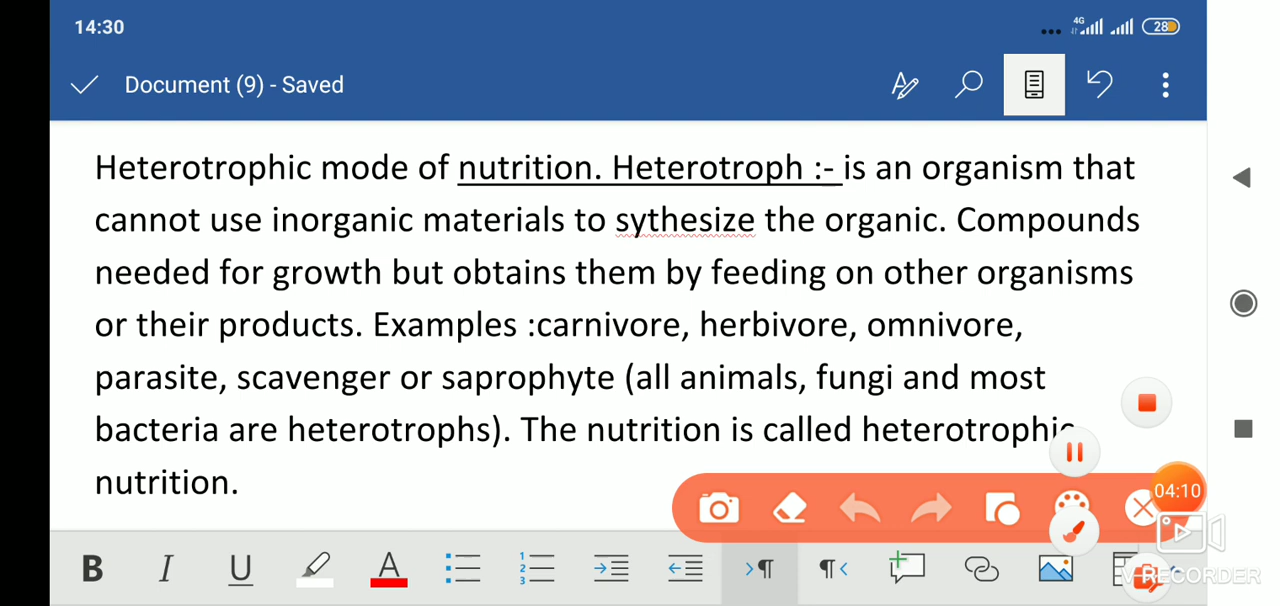 14:30
4G
28
Document (9) - Saved
Heterotrophic mode of nutrition. Heterotroph :- is an organism that
cannot use inorganic materials to sythesize the organic. Compounds
needed for growth but obtains them by feeding on other organisms
or their products. Examples :carnivore, herbivore, omnivore,
parasite, scavenger or saprophyte (all animals, fungi and most
bacteria are heterotrophs). The nutrition is called heterotrophic
nutrition.
04:10
B I U A
V RECORDER